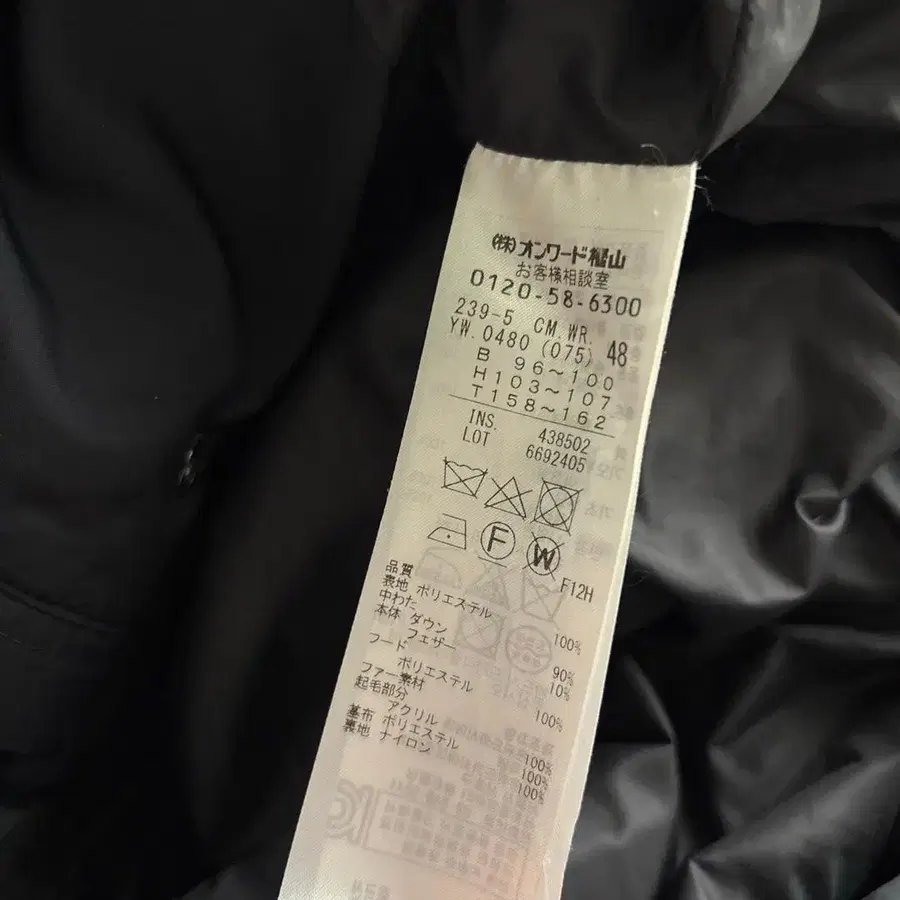 ㈱オンワード樫山
お客様相談室
0120-58-6300
239-5 CM.WR.
YW.0480 (075) 48
B 96～100
H103～107
T158～162
INS. 438502
LOT 6692405
F
W
F12H
品質
表地 ポリエステル 100%
中わた
本体 ダウン 90%
フェザー 10%
フード
ポリエステル 100%
ファー素材
起毛部分
アクリル 100%
基布 ポリエステル 100%
裏地 ナイロン 100%